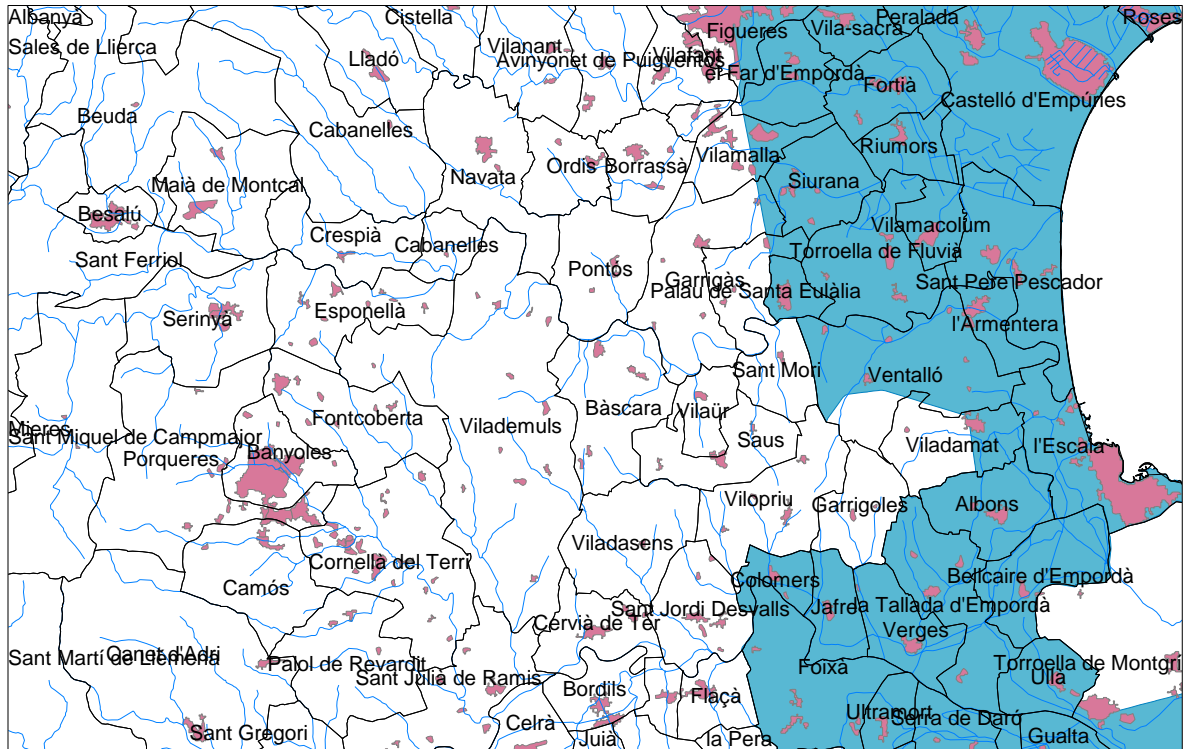 Albanyà
Cistella
Peralada
Roses
Figueres
Vila-sacra
Sales de Llierca
Vilanant
Vilafant
Lladó
Avinyonet de Puigventós
el Far d'Empordà
Fortià
Castelló d'Empúries
Beuda
Cabanelles
Riumors
Vilamalla
Ordis
Borrassà
Navata
Siurana
Maià de Montcal
Besalú
Vilamacolum
Crespià
Cabanelles
Torroella de Fluvià
Sant Ferriol
Pontós
Garrigàs
Sant Pere Pescador
Palau de Santa Eulàlia
Esponellà
Serinyà
l'Armentera
Sant Mori
Ventalló
Bàscara
Vilaür
Fontcoberta
Vilademuls
Mieres
Sant Miquel de Campmajor
Saus
Viladamat
l'Escala
Banyoles
Porqueres
Vilopriu
Garrigoles
Albons
Viladasens
Cornellà del Terri
Colomers
Bellcaire d'Empordà
Camós
Sant Jordi Desvalls
Jafre
la Tallada d'Empordà
Cervià de Ter
Verges
Canet d'Adri
Sant Martí de Llémena
Palol de Revardit
Foixà
Torroella de Montgrí
Sant Julià de Ramis
Ullà
Bordils
Flaçà
Ultramort
Serra de Daró
Celrà
Sant Gregori
Juià
la Pera
Gualta